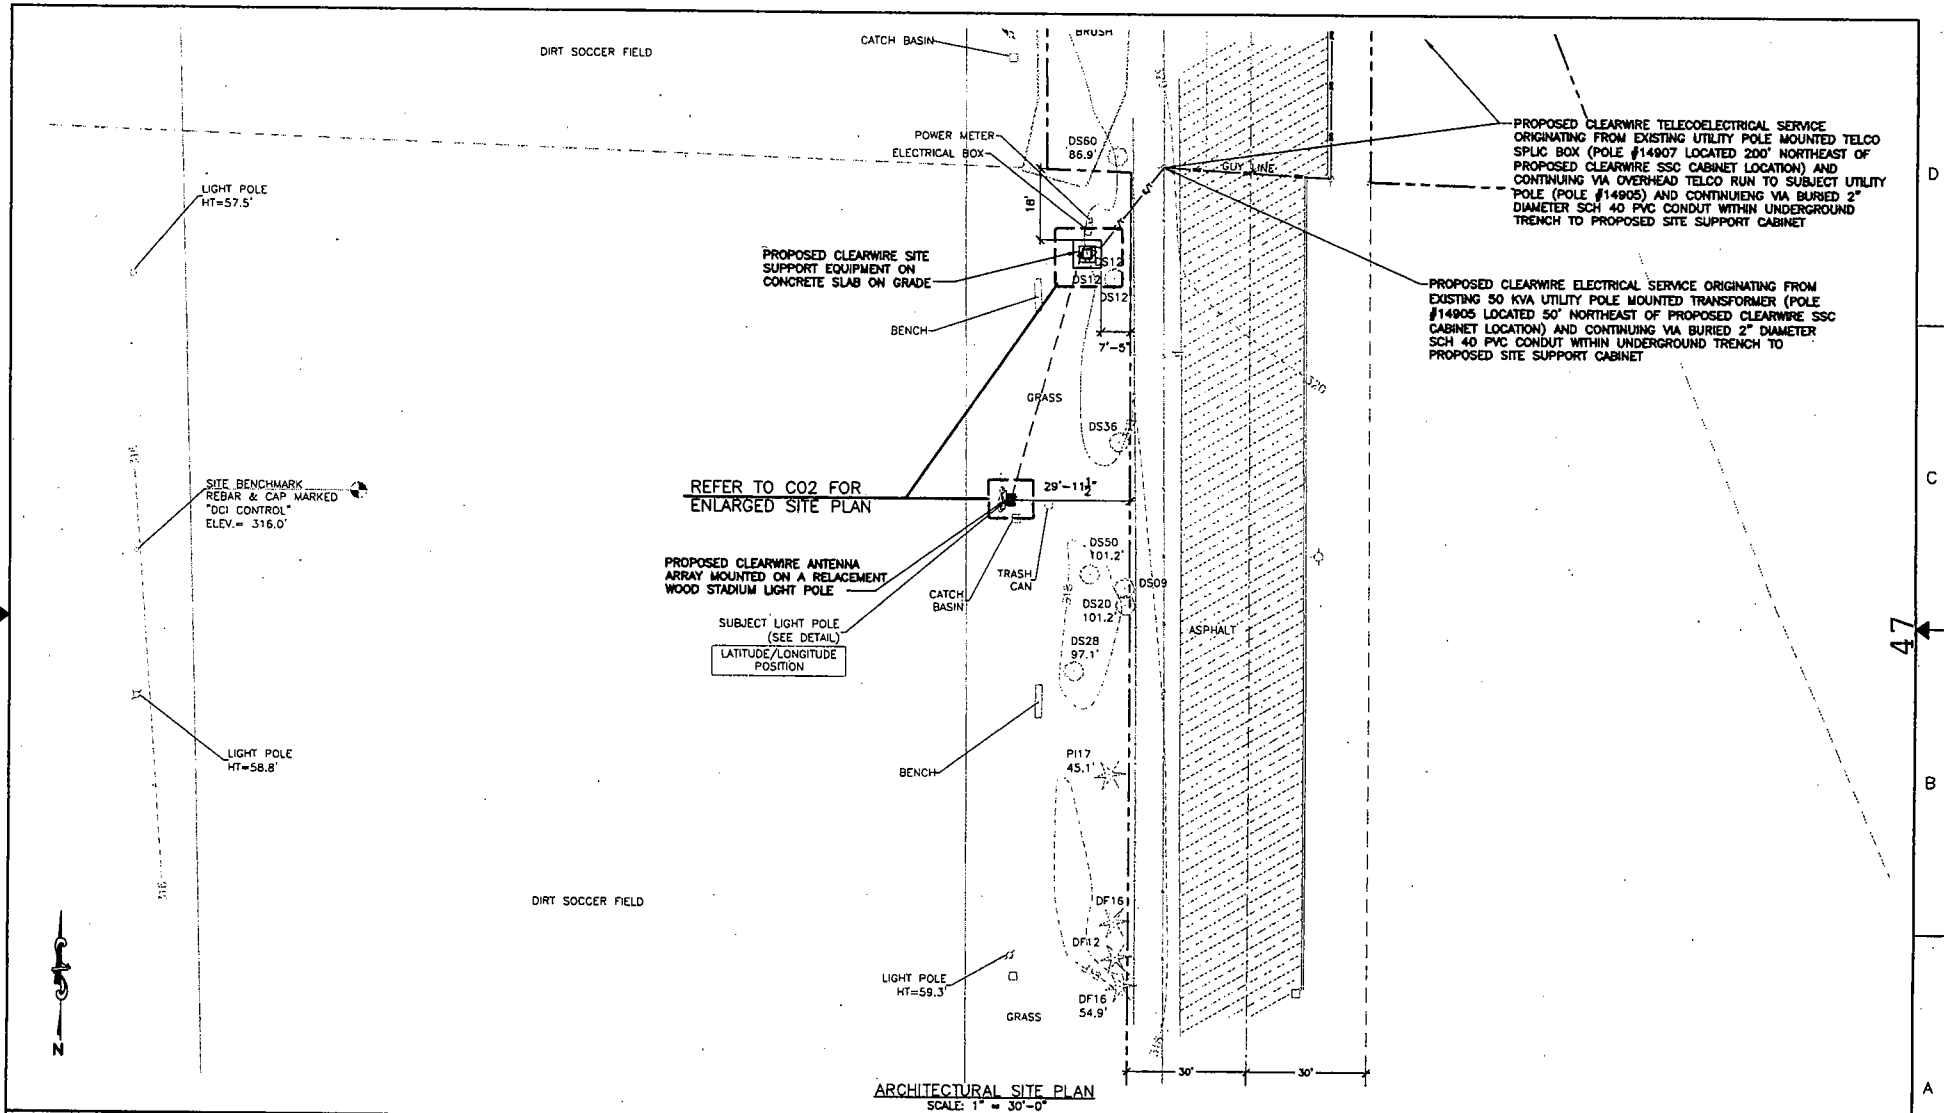 DIRT SOCCER FIELD
CATCH BASIN
BRUSH
POWER METER
ELECTRICAL BOX
DS60
86.9'
GUY LINE
LIGHT POLE
HT=57.5'
18'
PROPOSED CLEARWIRE TELECOELECTRICAL SERVICE
ORIGINATING FROM EXISTING UTILITY POLE MOUNTED TELCO
SPLIC BOX (POLE #14907 LOCATED 200' NORTHEAST OF
PROPOSED CLEARWIRE SSC CABINET LOCATION) AND
CONTINUING VIA OVERHEAD TELCO RUN TO SUBJECT UTILITY
POLE (POLE #14905) AND CONTINUIENG VIA BURIED 2"
DIAMETER SCH 40 PVC CONDUT WITHIN UNDERGROUND
TRENCH TO PROPOSED SITE SUPPORT CABINET
D
PROPOSED CLEARWIRE SITE
SUPPORT EQUIPMENT ON
CONCRETE SLAB ON GRADE
DS12
DS12
DS12
BENCH
7'-5"
PROPOSED CLEARWIRE ELECTRICAL SERVICE ORIGINATING FROM
EXISTING 50 KVA UTILITY POLE MOUNTED TRANSFORMER (POLE
#14905 LOCATED 50' NORTHEAST OF PROPOSED CLEARWIRE SSC
CABINET LOCATION) AND CONTINUING VIA BURIED 2" DIAMETER
SCH 40 PVC CONDUT WITHIN UNDERGROUND TRENCH TO
PROPOSED SITE SUPPORT CABINET
320
GRASS
DS36
316
SITE BENCHMARK
REBAR & CAP MARKED
"DCI CONTROL"
ELEV.= 316.0'
REFER TO C02 FOR
ENLARGED SITE PLAN
29'-11 1/2"
C
PROPOSED CLEARWIRE ANTENNA
ARRAY MOUNTED ON A RELACEMENT
WOOD STADIUM LIGHT POLE
TRASH
CAN
CATCH
BASIN
DS50
101.2'
DS09
318
DS20
101.2'
SUBJECT LIGHT POLE
(SEE DETAIL)
LATITUDE/LONGITUDE
POSITION
DS28
97.1'
ASPHALT
47
LIGHT POLE
HT=58.8'
BENCH
PI17
45.1'
B
316
DIRT SOCCER FIELD
DF16
DF12
LIGHT POLE
HT=59.3'
DF16
54.9'
GRASS
318
N
30'
30'
ARCHITECTURAL SITE PLAN
SCALE: 1" = 30'-0"
A